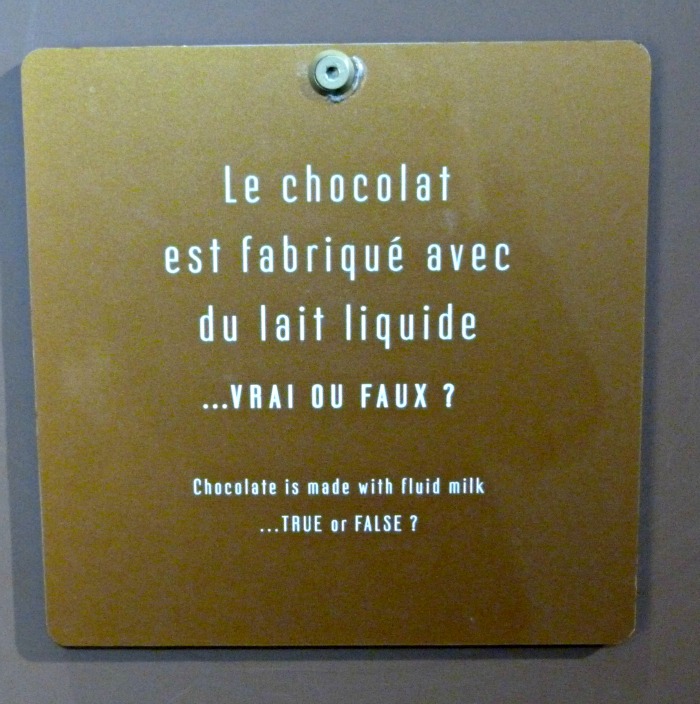 Le chocolat
est fabriqué avec
du lait liquide
...VRAI OU FAUX ?
Chocolate is made with fluid milk
...TRUE or FALSE ?